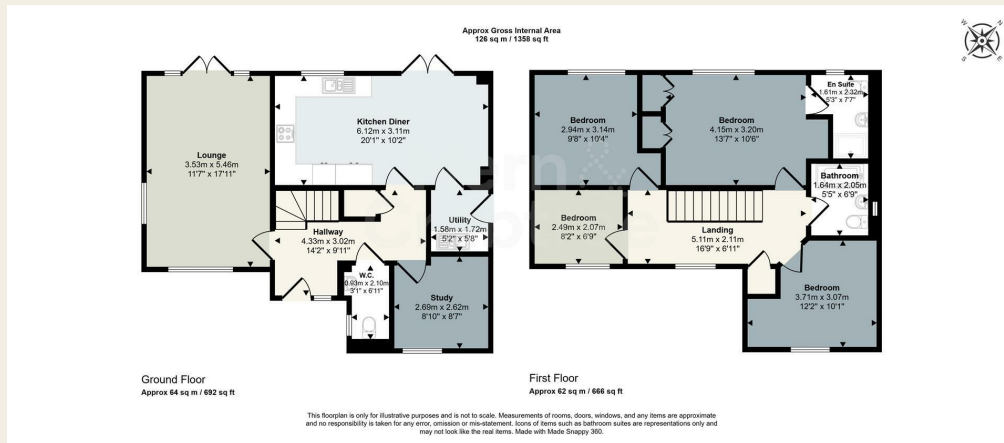 Approx Gross Internal Area
126 sq m / 1358 sq ft
N
E
S
W
Lounge
3.53m x 5.46m
11'7" x 17'11"
Kitchen Diner
6.12m x 3.11m
20'1" x 10'2"
Hallway
4.33m x 3.02m
14'2" x 9'11"
Utility
1.58m x 1.72m
5'2" x 5'8"
W.C.
0.93m x 2.10m
3'1" x 6'11"
Study
2.69m x 2.62m
8'10" x 8'7"
Ground Floor
Approx 64 sq m / 692 sq ft
Bedroom
2.94m x 3.14m
9'8" x 10'4"
Bedroom
4.15m x 3.20m
13'7" x 10'6"
En Suite
1.61m x 2.32m
5'3" x 7'7"
Bathroom
1.64m x 2.05m
5'5" x 6'9"
Bedroom
2.49m x 2.07m
8'2" x 6'9"
Landing
5.11m x 2.11m
16'9" x 6'11"
Bedroom
3.71m x 3.07m
12'2" x 10'1"
First Floor
Approx 62 sq m / 666 sq ft
This floorplan is only for illustrative purposes and is not to scale. Measurements of rooms, doors, windows, and any items are approximate
and no responsibility is taken for any error, omission or mis-statement. Icons of items such as bathroom suites are representations only and
may not look like the real items. Made with Made Snappy 360.